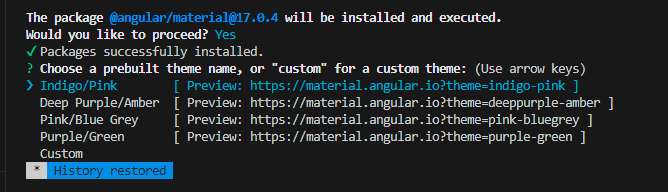 The package @angular/material@17.0.4 will be installed and executed.
Would you like to proceed? Yes
✔ Packages successfully installed.
? Choose a prebuilt theme name, or "custom" for a custom theme: (Use arrow keys)
❯ Indigo/Pink        [ Preview: https://material.angular.io?theme=indigo-pink ]
  Deep Purple/Amber  [ Preview: https://material.angular.io?theme=deeppurple-amber ]
  Pink/Blue Grey     [ Preview: https://material.angular.io?theme=pink-bluegrey ]
  Purple/Green       [ Preview: https://material.angular.io?theme=purple-green ]
  Custom
 *  History restored